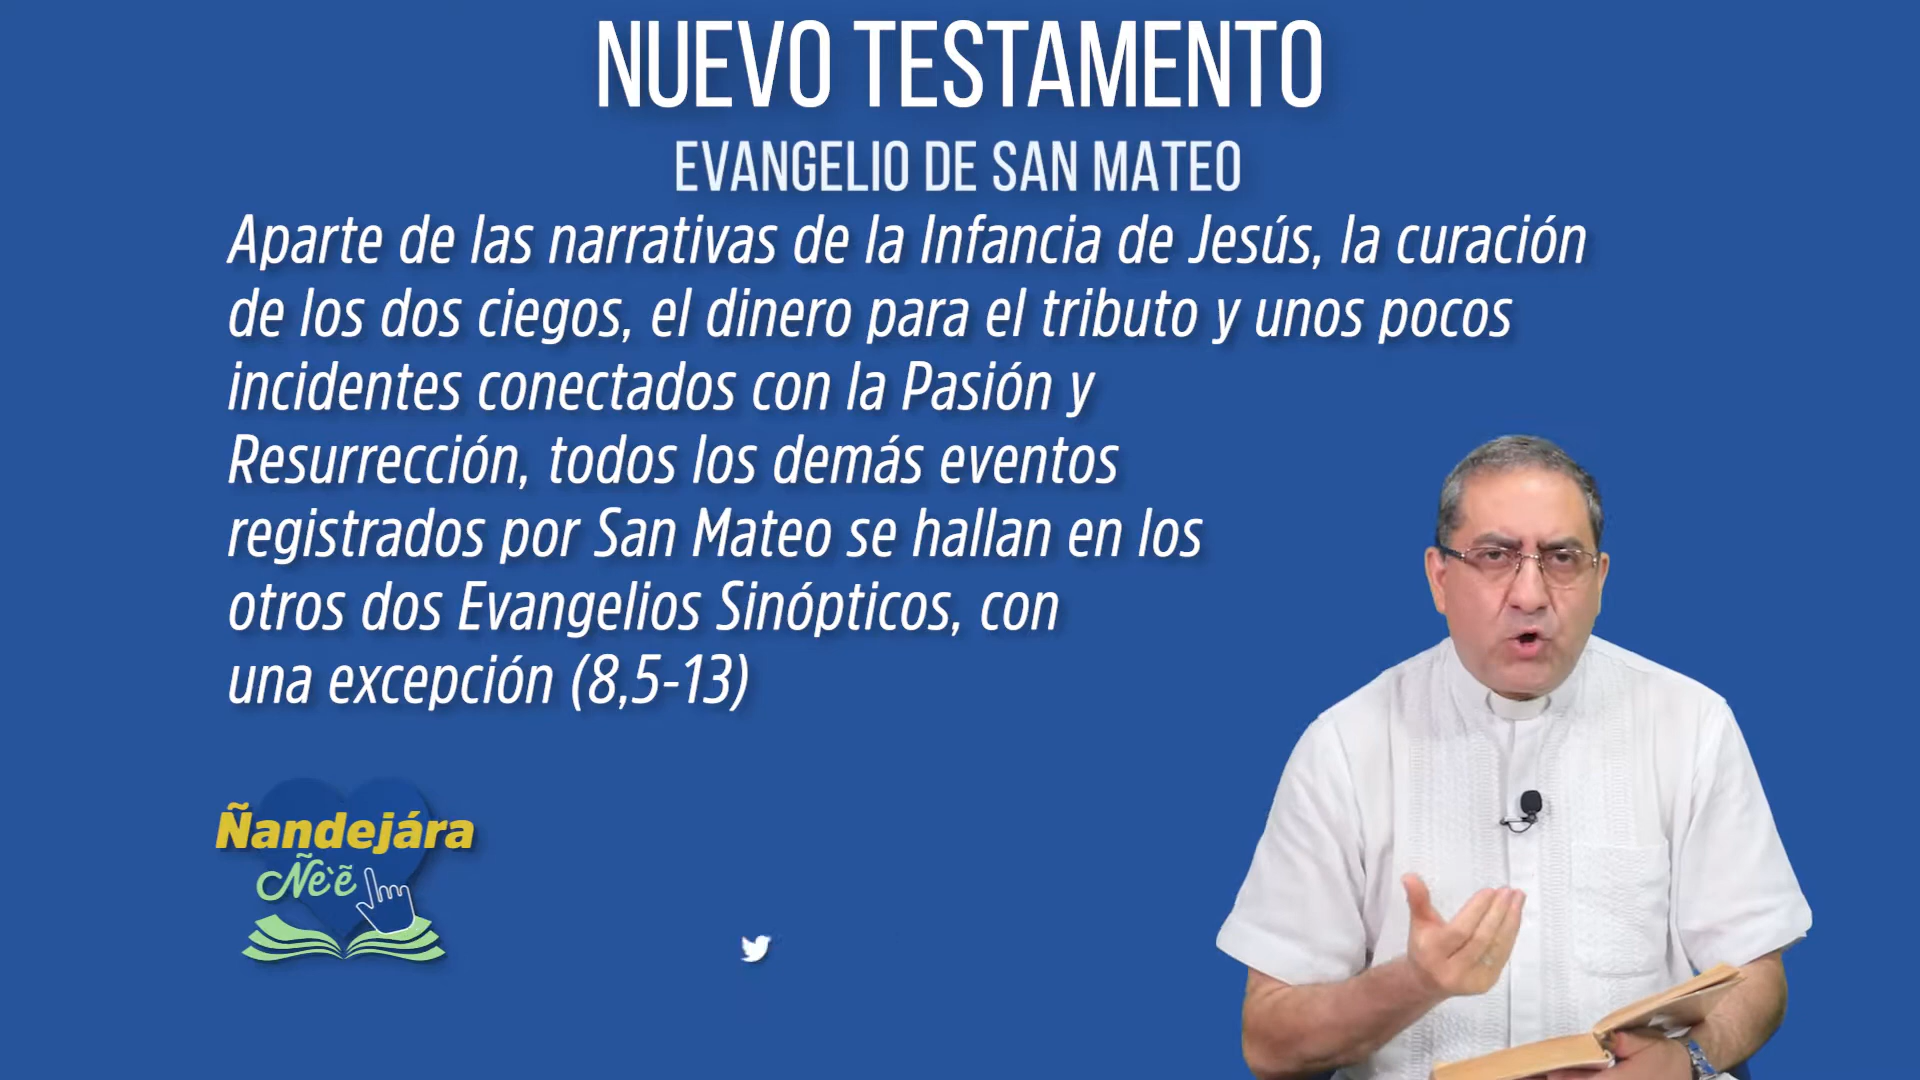 NUEVO TESTAMENTO
EVANGELIO DE SAN MATEO
Aparte de las narrativas de la Infancia de Jesús, la curación
de los dos ciegos, el dinero para el tributo y unos pocos
incidentes conectados con la Pasión y
Resurrección, todos los demás eventos
registrados por San Mateo se hallan en los
otros dos Evangelios Sinópticos, con
una excepción (8,5-13)
Ñandejára
Ñe'ẽ